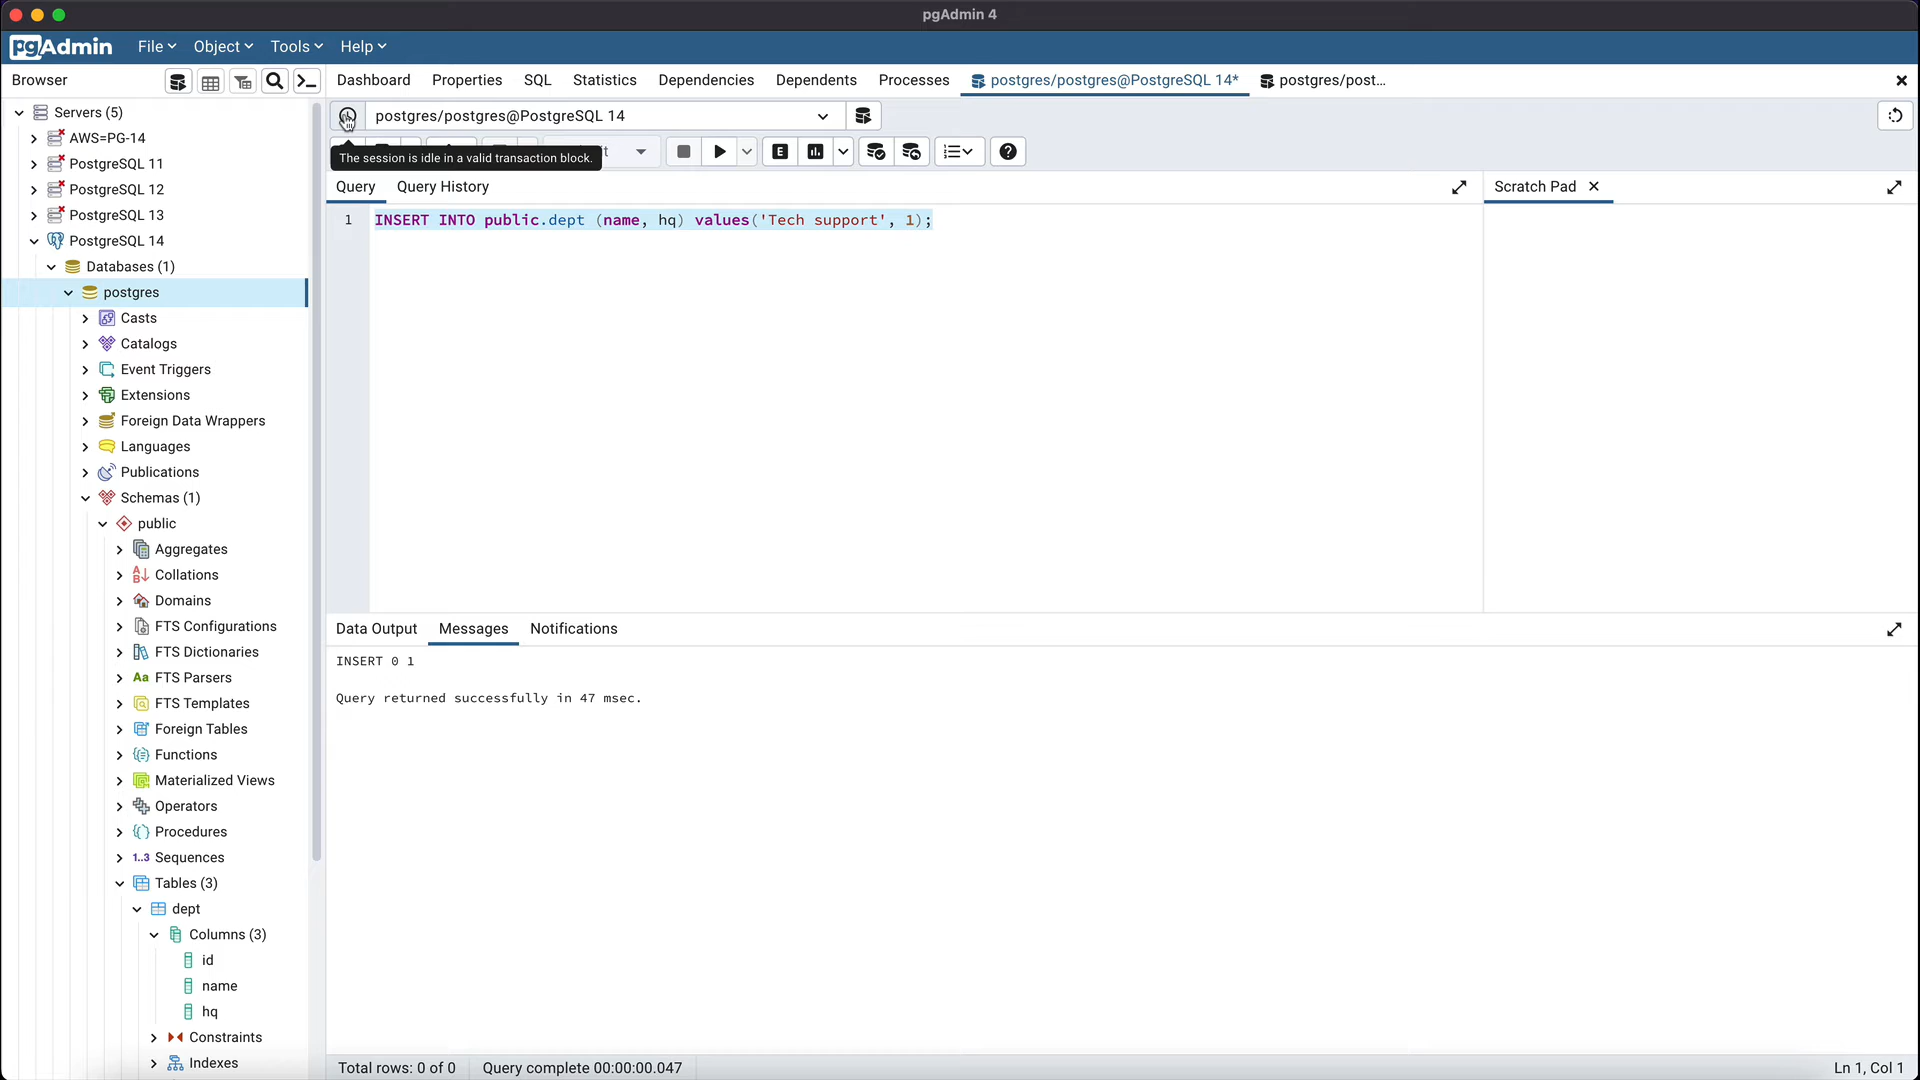 pgAdmin 4
pgAdmin File Object Tools Help
Browser
Dashboard Properties SQL Statistics Dependencies Dependents Processes postgres/postgres@PostgreSQL 14* postgres/post...
Servers (5)
AWS=PG-14
PostgreSQL 11
PostgreSQL 12
PostgreSQL 13
PostgreSQL 14
Databases (1)
postgres
Casts
Catalogs
Event Triggers
Extensions
Foreign Data Wrappers
Languages
Publications
Schemas (1)
public
Aggregates
Collations
Domains
FTS Configurations
FTS Dictionaries
Aa FTS Parsers
FTS Templates
Foreign Tables
Functions
Materialized Views
Operators
Procedures
1..3 Sequences
Tables (3)
dept
Columns (3)
id
name
hq
Constraints
Indexes
postgres/postgres@PostgreSQL 14
The session is idle in a valid transaction block.
E
Query Query History
Scratch Pad
1 INSERT INTO public.dept (name, hq) values('Tech support', 1);
Data Output Messages Notifications
INSERT 0 1
Query returned successfully in 47 msec.
Total rows: 0 of 0 Query complete 00:00:00.047 Ln 1, Col 1